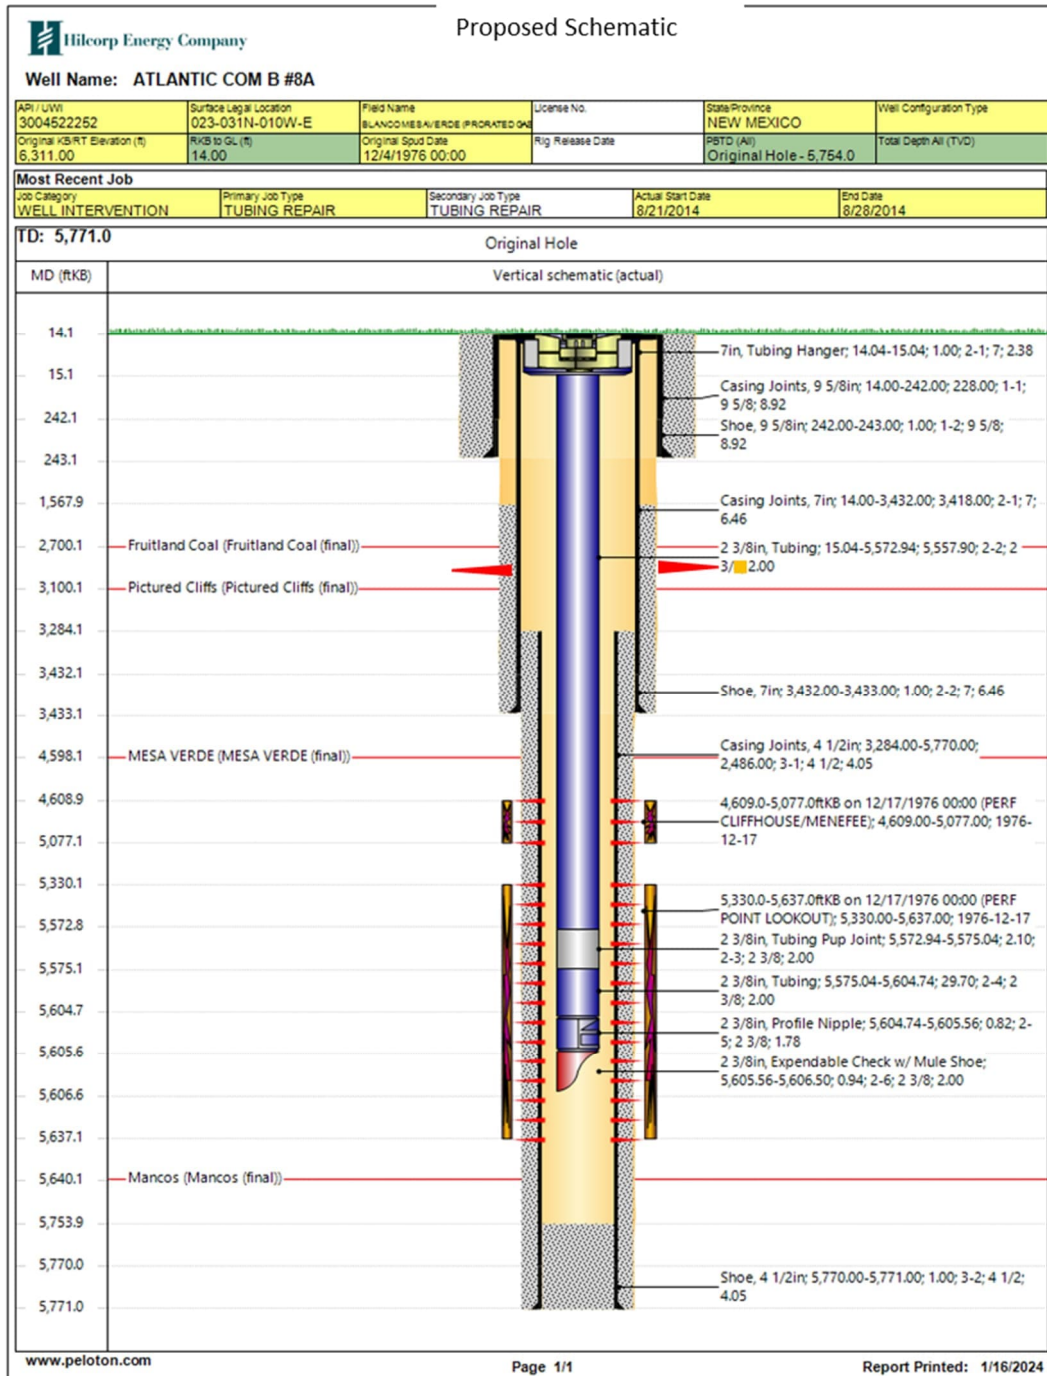 Proposed Schematic
Hilcorp Energy Company
Well Name: ATLANTIC COM B #8A
API / UWI
3004522252
Surface Legal Location
023-031N-010W-E
Field Name
License No.
State/Province
NEW MEXICO
Well Configuration Type
Original KB/RT Elevation (ft)
6,311.00
RKB to GL (ft)
14.00
Original Spud Date
12/4/1976 00:00
Rig Release Date
PBTD (All)
Original Hole - 5,754.0
Total Depth All (TVD)
Most Recent Job
Job Category
WELL INTERVENTION
Primary Job Type
TUBING REPAIR
Secondary Job Type
TUBING REPAIR
Actual Start Date
8/21/2014
End Date
8/28/2014
TD: 5,771.0
Original Hole
MD (ftKB)
Vertical schematic (actual)
14.1
7in, Tubing Hanger; 14.04-15.04; 1.00; 2-1; 7; 2.38
15.1
Casing Joints, 9 5/8in; 14.00-242.00; 228.00; 1-1;
9 5/8; 8.92
242.1
Shoe, 9 5/8in; 242.00-243.00; 1.00; 1-2; 9 5/8;
8.92
243.1
1,567.9
Casing Joints, 7in; 14.00-3,432.00; 3,418.00; 2-1; 7;
6.46
2,700.1
Fruitland Coal (Fruitland Coal (final))
2 3/8in, Tubing; 15.04-5,572.94; 5,557.90; 2-2; 2
3/ 2.00
3,100.1
Pictured Cliffs (Pictured Cliffs (final))
3,284.1
3,432.1
Shoe, 7in; 3,432.00-3,433.00; 1.00; 2-2; 7; 6.46
3,433.1
4,598.1
MESA VERDE (MESA VERDE (final))
Casing Joints, 4 1/2in; 3,284.00-5,770.00;
2,486.00; 3-1; 4 1/2; 4.05
4,608.9
4,609.0-5,077.0ftKB on 12/17/1976 00:00 (PERF
CLIFFHOUSE/MENEFEE); 4,609.00-5,077.00; 1976-
12-17
5,077.1
5,330.1
5,330.0-5,637.0ftKB on 12/17/1976 00:00 (PERF
POINT LOOKOUT); 5,330.00-5,637.00; 1976-12-17
5,572.8
2 3/8in, Tubing Pup Joint; 5,572.94-5,575.04; 2.10;
2-3; 2 3/8; 2.00
5,575.1
2 3/8in, Tubing; 5,575.04-5,604.74; 29.70; 2-4; 2
3/8; 2.00
5,604.7
2 3/8in, Profile Nipple; 5,604.74-5,605.56; 0.82; 2-
5; 2 3/8; 1.78
5,605.6
2 3/8in, Expendable Check w/ Mule Shoe;
5,605.56-5,606.50; 0.94; 2-6; 2 3/8; 2.00
5,606.6
5,637.1
5,640.1
Mancos (Mancos (final))
5,753.9
5,770.0
Shoe, 4 1/2in; 5,770.00-5,771.00; 1.00; 3-2; 4 1/2;
4.05
5,771.0
www.peloton.com
Page 1/1
Report Printed: 1/16/2024